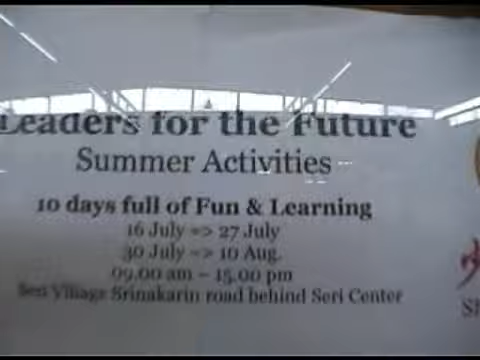 Leaders for the Future
Summer Activities
10 days full of Fun & Learning
16 July => 27 July
30 July => 10 Aug.
09.00 am – 15.00 pm
Seri Village Srinakarin road behind Seri Center